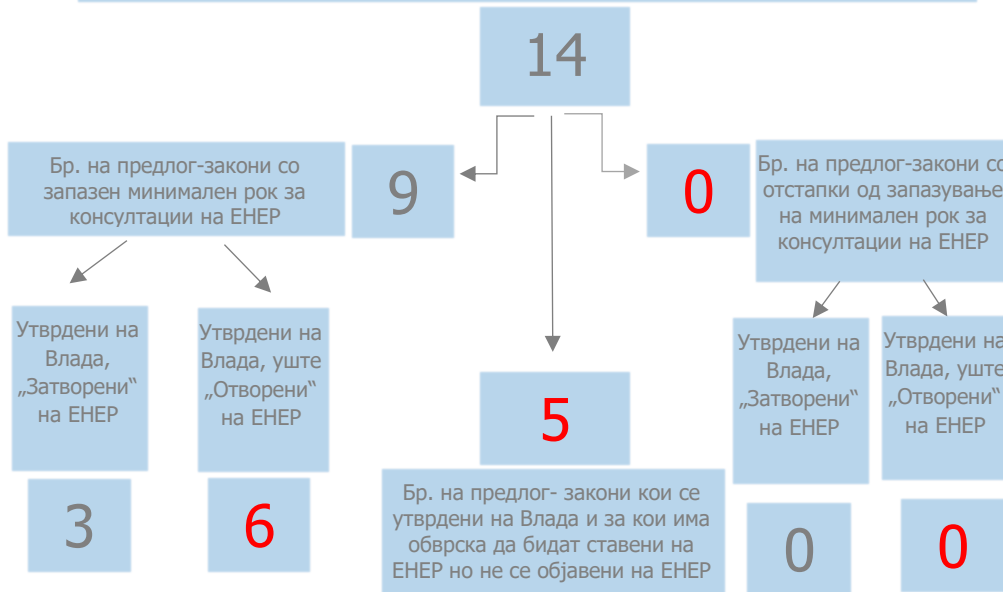 14
Бр. на предлог-закони со
запазен минимален рок за
консултации на ЕНЕР
9
0
Бр. на предлог-закони со
отстапки од запазување
на минимален рок за
консултации на ЕНЕР
Утврдени на
Влада,
„Затворени“
на ЕНЕР
Утврдени на
Влада, уште
„Отворени“
на ЕНЕР
3
6
5
Бр. на предлог- закони кои се
утврдени на Влада и за кои има
обврска да бидат ставени на
ЕНЕР но не се објавени на ЕНЕР
Утврдени на
Влада,
„Затворени“
на ЕНЕР
Утврдени на
Влада, уште
„Отворени“
на ЕНЕР
0
0